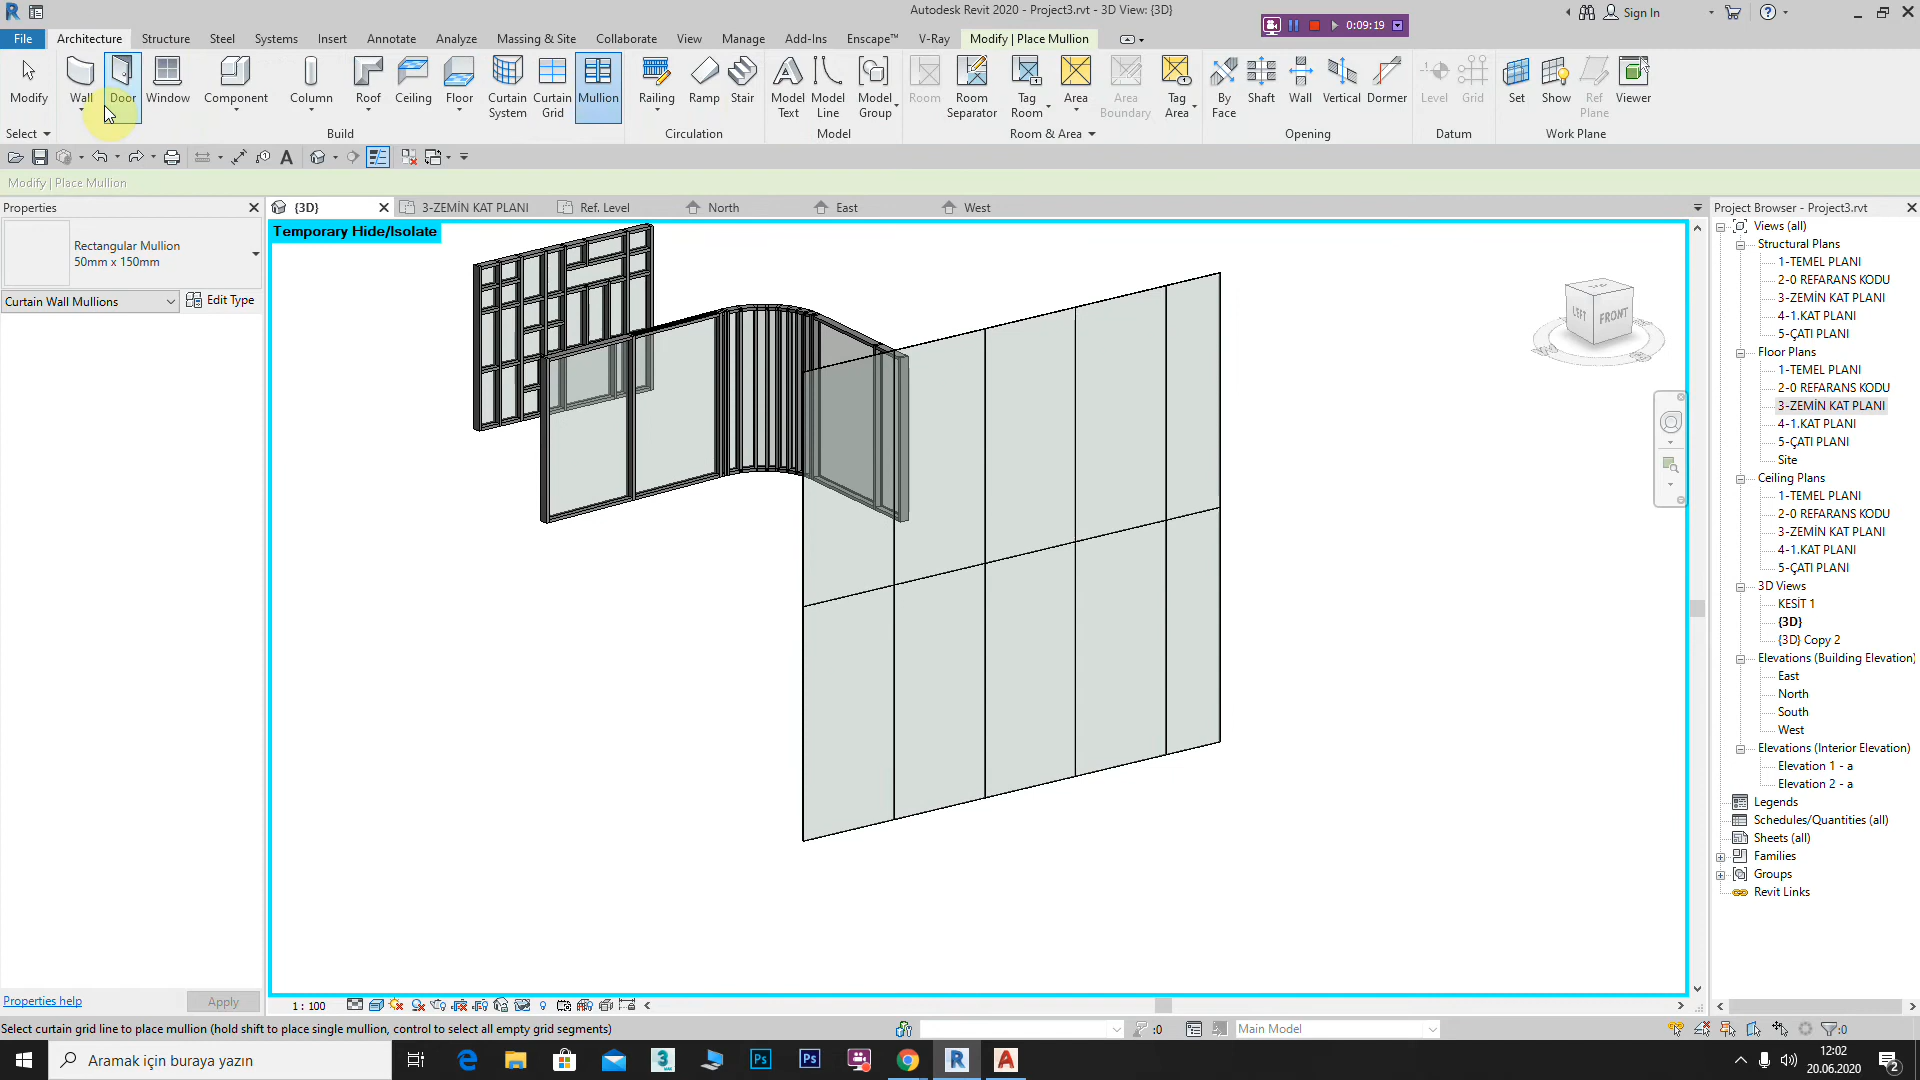 Autodesk Revit 2020 - Project3.rvt - 3D View: {3D}
0:09:19
Sign In
File
Architecture
Structure
Steel
Systems
Insert
Annotate
Analyze
Massing & Site
Collaborate
View
Manage
Add-Ins
Enscape™
V-Ray
Modify | Place Mullion
Modify
Wall
Door
Window
Component
Column
Roof
Ceiling
Floor
Curtain System
Curtain Grid
Mullion
Railing
Ramp
Stair
Model Text
Model Line
Model Group
Room
Room Separator
Tag Room
Area
Area Boundary
Tag Area
By Face
Shaft
Wall
Vertical
Dormer
Level
Grid
Set
Show
Ref Plane
Viewer
Select
Build
Circulation
Model
Room & Area
Opening
Datum
Work Plane
Modify | Place Mullion
Properties
{3D}
3-ZEMİN KAT PLANI
Ref. Level
North
East
West
Project Browser - Project3.rvt
Rectangular Mullion
50mm x 150mm
Curtain Wall Mullions
Edit Type
Temporary Hide/Isolate
LEFT
FRONT
Views (all)
Structural Plans
1-TEMEL PLANI
2-0 REFARANS KODU
3-ZEMİN KAT PLANI
4-1.KAT PLANI
5-ÇATI PLANI
Floor Plans
1-TEMEL PLANI
2-0 REFARANS KODU
3-ZEMİN KAT PLANI
4-1.KAT PLANI
5-ÇATI PLANI
Site
Ceiling Plans
1-TEMEL PLANI
2-0 REFARANS KODU
3-ZEMİN KAT PLANI
4-1.KAT PLANI
5-ÇATI PLANI
3D Views
KESİT 1
{3D}
{3D} Copy 2
Elevations (Building Elevation)
East
North
South
West
Elevations (Interior Elevation)
Elevation 1 - a
Elevation 2 - a
Legends
Schedules/Quantities (all)
Sheets (all)
Families
Groups
Revit Links
Properties help
Apply
1 : 100
Select curtain grid line to place mullion (hold shift to place single mullion, control to select all empty grid segments)
:0
Main Model
:0
Aramak için buraya yazın
12:02
20.06.2020
2